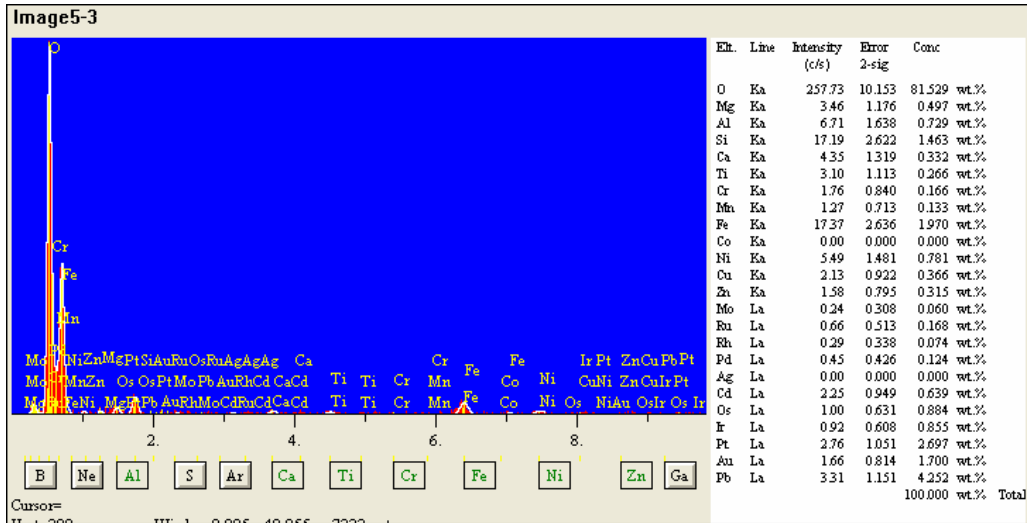 Image5-3
O
Cr
Fe
Mn
NiZn MgPtSiAuRuOsRuAgAgAg Ca Cr Fe Ir Pt ZnCuPbPt
MnZn Os OsPtMoPbAuRhCd CaCd Ti Ti Cr Mn Fe Co Ni CuNi ZnCuIrPt
FeNi MgPtPb AuRhMoCdRuCdCaCd Ti Ti Cr Mn Fe Co Ni Os NiAu OsIr Os Ir
2. 4. 6. 8.
B Ne Al S Ar Ca Ti Cr Fe Ni Zn Ga
Cursor=
Elt. Line Intensity Error Conc
(c/s) 2-sig
O Ka 257.73 10.153 81.529 wt.%
Mg Ka 3.46 1.176 0.497 wt.%
Al Ka 6.71 1.638 0.729 wt.%
Si Ka 17.19 2.622 1.463 wt.%
Ca Ka 4.35 1.319 0.332 wt.%
Ti Ka 3.10 1.113 0.266 wt.%
Cr Ka 1.76 0.840 0.166 wt.%
Mn Ka 1.27 0.713 0.133 wt.%
Fe Ka 17.37 2.636 1.970 wt.%
Co Ka 0.00 0.000 0.000 wt.%
Ni Ka 5.49 1.481 0.781 wt.%
Cu Ka 2.13 0.922 0.366 wt.%
Zn Ka 1.58 0.795 0.315 wt.%
Mo La 0.24 0.308 0.060 wt.%
Ru La 0.66 0.513 0.168 wt.%
Rh La 0.29 0.338 0.074 wt.%
Pd La 0.45 0.426 0.124 wt.%
Ag La 0.00 0.000 0.000 wt.%
Cd La 2.25 0.949 0.639 wt.%
Os La 1.00 0.631 0.884 wt.%
Ir La 0.92 0.608 0.855 wt.%
Pt La 2.76 1.051 2.697 wt.%
Au La 1.66 0.814 1.700 wt.%
Pb La 3.31 1.151 4.252 wt.%
100.000 wt.% Total